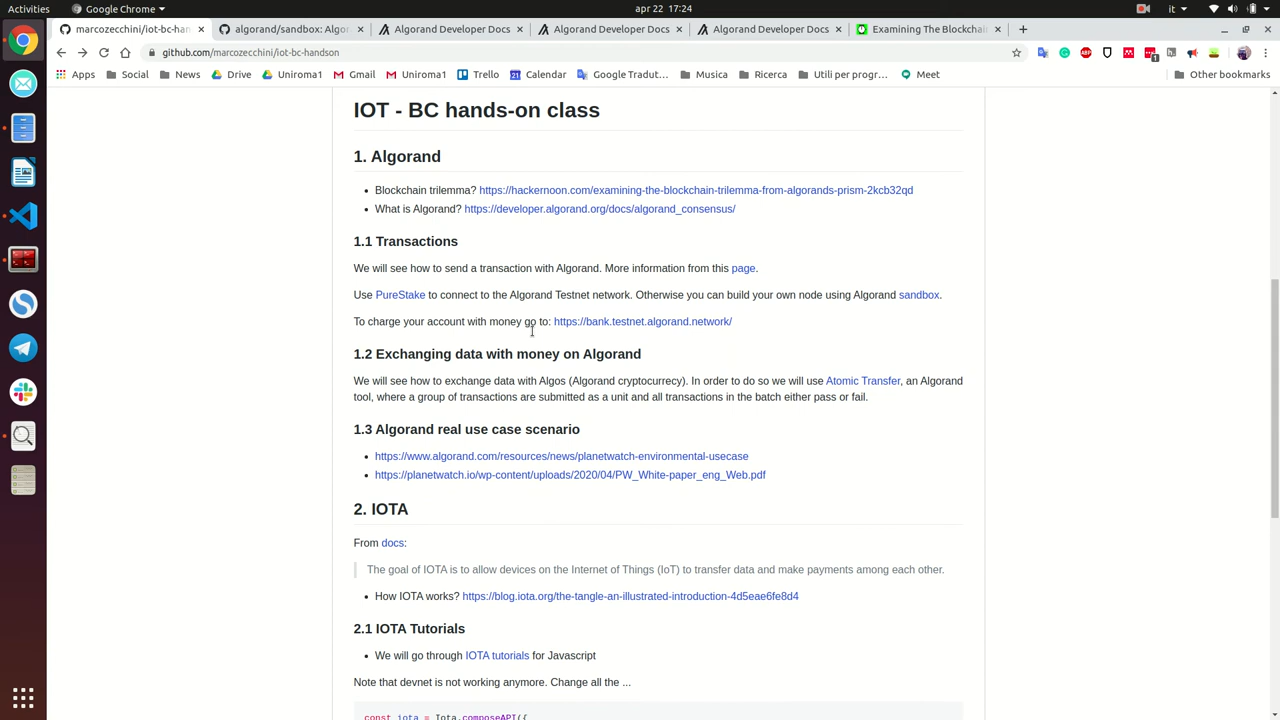 Activities
Google Chrome
apr 22 17:24
it
marcozecchini/iot-bc-han
algorand/sandbox: Algor
Algorand Developer Docs
Algorand Developer Docs
Algorand Developer Docs
Examining The Blockchai
github.com/marcozecchini/iot-bc-handson
Apps
Social
News
Drive
Uniroma1
Gmail
Uniroma1
Trello
Calendar
Google Tradut...
Musica
Ricerca
Utili per progr...
Meet
Other bookmarks
IOT - BC hands-on class
1. Algorand
Blockchain trilemma? https://hackernoon.com/examining-the-blockchain-trilemma-from-algorands-prism-2kcb32qd
What is Algorand? https://developer.algorand.org/docs/algorand_consensus/
1.1 Transactions
We will see how to send a transaction with Algorand. More information from this page.
Use PureStake to connect to the Algorand Testnet network. Otherwise you can build your own node using Algorand sandbox.
To charge your account with money go to: https://bank.testnet.algorand.network/
1.2 Exchanging data with money on Algorand
We will see how to exchange data with Algos (Algorand cryptocurrecy). In order to do so we will use Atomic Transfer, an Algorand
tool, where a group of transactions are submitted as a unit and all transactions in the batch either pass or fail.
1.3 Algorand real use case scenario
https://www.algorand.com/resources/news/planetwatch-environmental-usecase
https://planetwatch.io/wp-content/uploads/2020/04/PW_White-paper_eng_Web.pdf
2. IOTA
From docs:
The goal of IOTA is to allow devices on the Internet of Things (IoT) to transfer data and make payments among each other.
How IOTA works? https://blog.iota.org/the-tangle-an-illustrated-introduction-4d5eae6fe8d4
2.1 IOTA Tutorials
We will go through IOTA tutorials for Javascript
Note that devnet is not working anymore. Change all the ...
const iota = Iota.composeAPI({